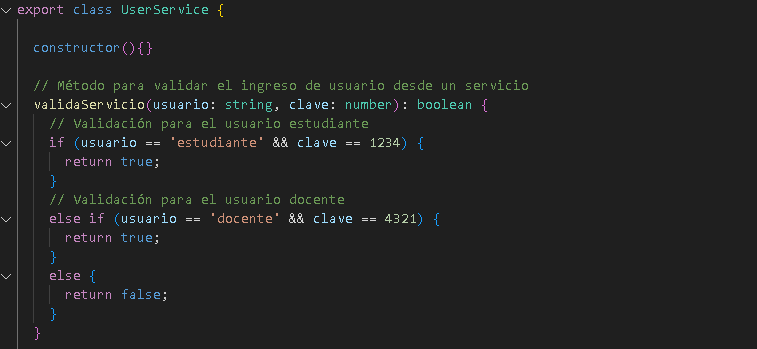 export class UserService {
constructor(){}
// Método para validar el ingreso de usuario desde un servicio
validaServicio(usuario: string, clave: number): boolean {
// Validación para el usuario estudiante
if (usuario == 'estudiante' && clave == 1234) {
return true;
}
// Validación para el usuario docente
else if (usuario == 'docente' && clave == 4321) {
return true;
}
else {
return false;
}
}